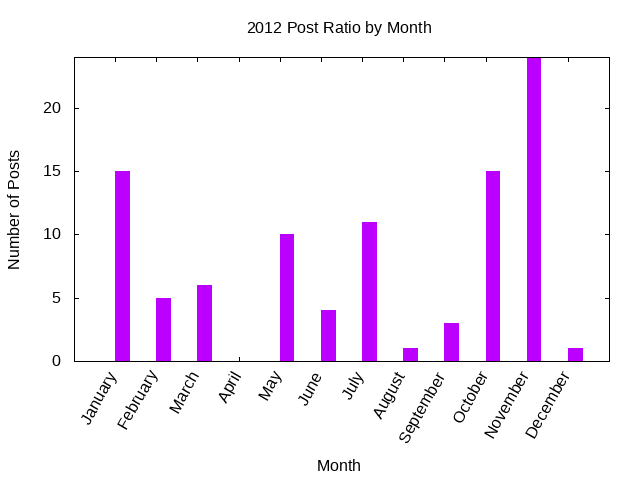 2012 Post Ratio by Month
Number of Posts
20
15
10
5
0
January
February
March
April
May
June
July
August
September
October
November
December
Month